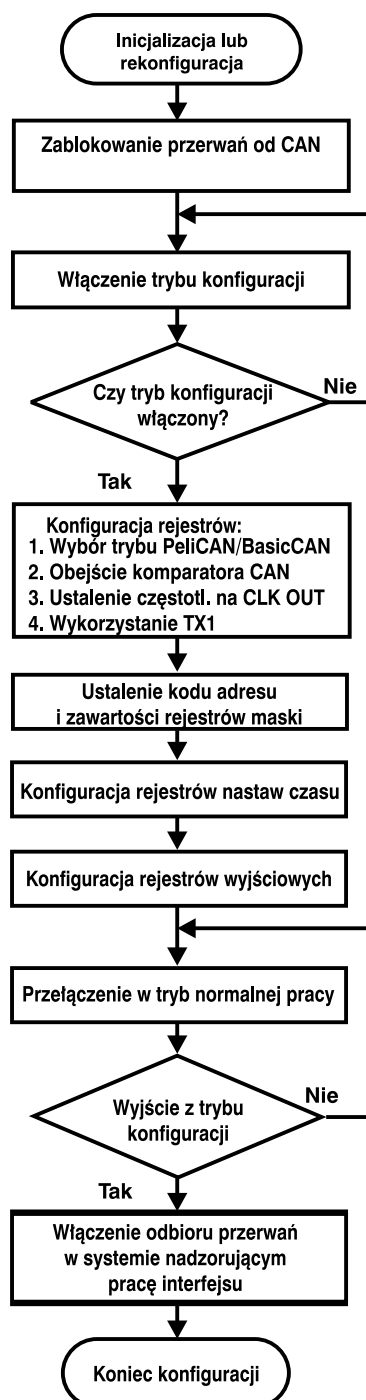 Inicjalizacja lub
rekonfiguracja
Zablokowanie przerwań od CAN
Włączenie trybu konfiguracji
Czy tryb konfiguracji
włączony?
Nie
Tak
Konfiguracja rejestrów:
1. Wybór trybu PeliCAN/BasicCAN
2. Obejście komparatora CAN
3. Ustalenie częstotl. na CLK OUT
4. Wykorzystanie TX1
Ustalenie kodu adresu
i zawartości rejestrów maski
Konfiguracja rejestrów nastaw czasu
Konfiguracja rejestrów wyjściowych
Przełączenie w tryb normalnej pracy
Wyjście z trybu
konfiguracji
Nie
Tak
Włączenie odbioru przerwań
w systemie nadzorującym
pracę interfejsu
Koniec konfiguracji